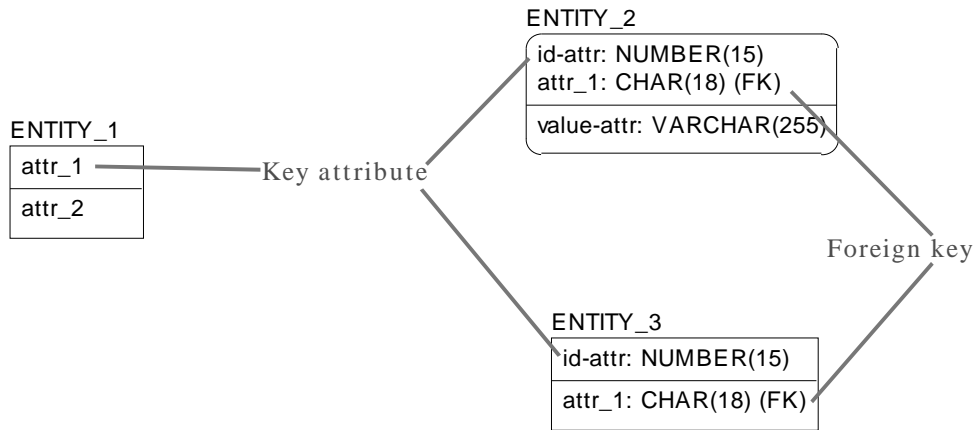 ENTITY_2
id-attr: NUMBER(15)
attr_1: CHAR(18) (FK)
value-attr: VARCHAR(255)
ENTITY_1
attr_1
attr_2
Key attribute
Foreign key
ENTITY_3
id-attr: NUMBER(15)
attr_1: CHAR(18) (FK)